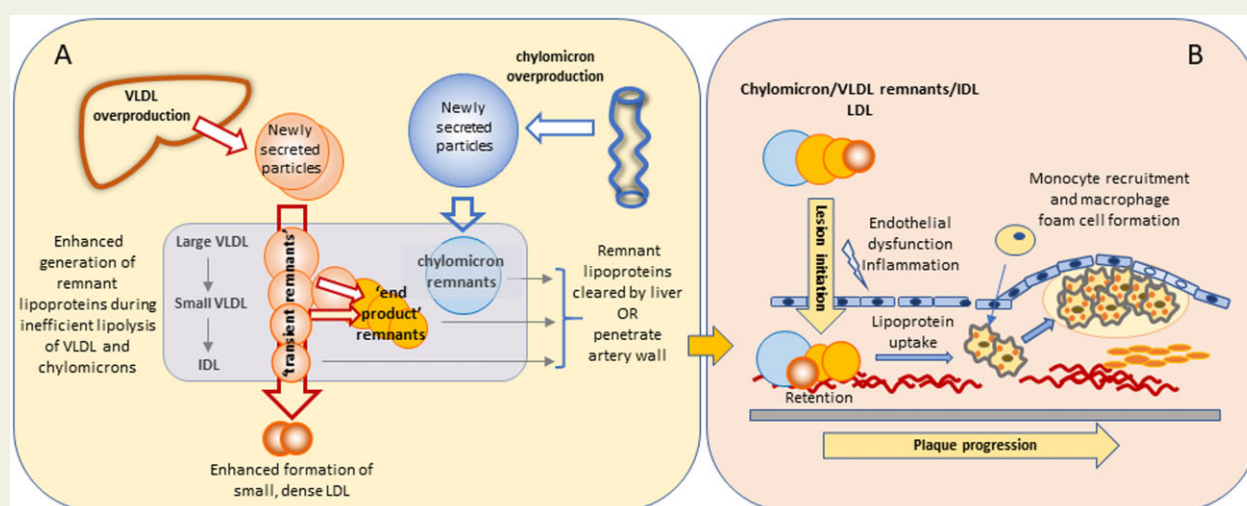 A
VLDL
overproduction
Newly
secreted
particles
chylomicron
overproduction
Newly
secreted
particles
Enhanced
generation of
remnant
lipoproteins during
inefficient lipolysis
of VLDL and
chylomicrons
Large VLDL
Small VLDL
IDL
'transient remnants'
'end
product'
remnants
chylomicron
remnants
Remnant
lipoproteins
cleared by liver
OR
penetrate
artery wall
Enhanced formation of
small, dense LDL
B
Chylomicron/VLDL remnants/IDL
LDL
Lesion initiation
Endothelial
dysfunction
Inflammation
Monocyte recruitment
and macrophage
foam cell formation
Lipoprotein
uptake
Retention
Plaque progression